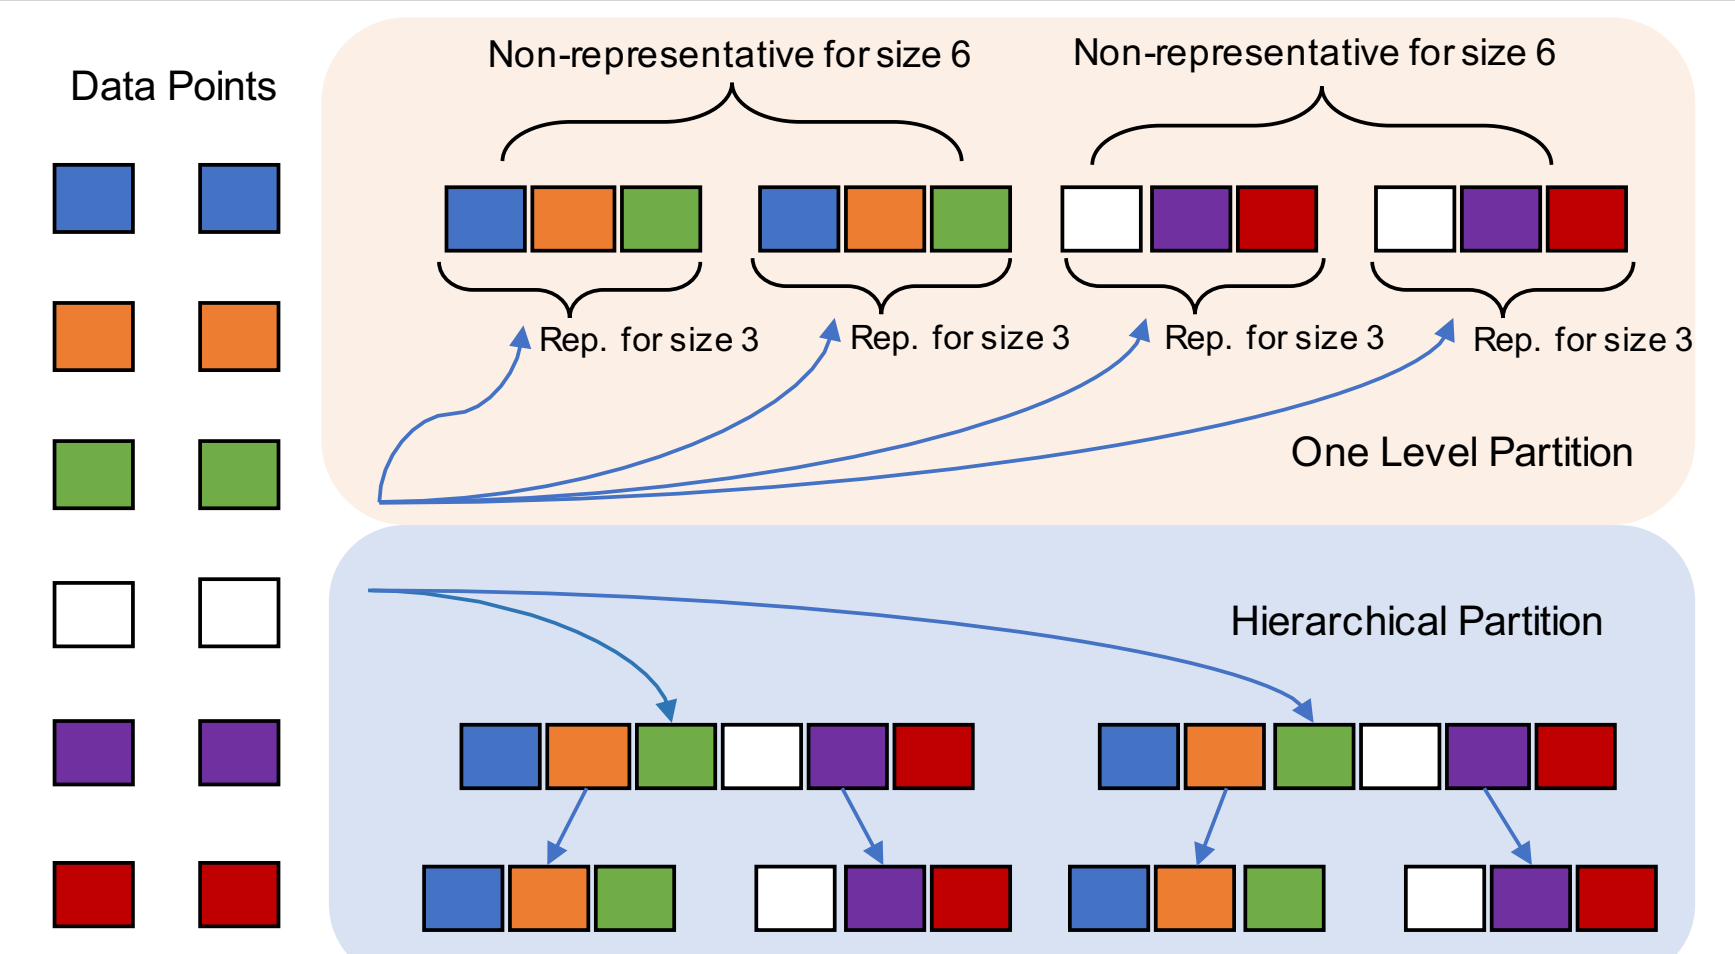 Data Points
Non-representative for size 6
Non-representative for size 6
Rep. for size 3
Rep. for size 3
Rep. for size 3
Rep. for size 3
One Level Partition
Hierarchical Partition